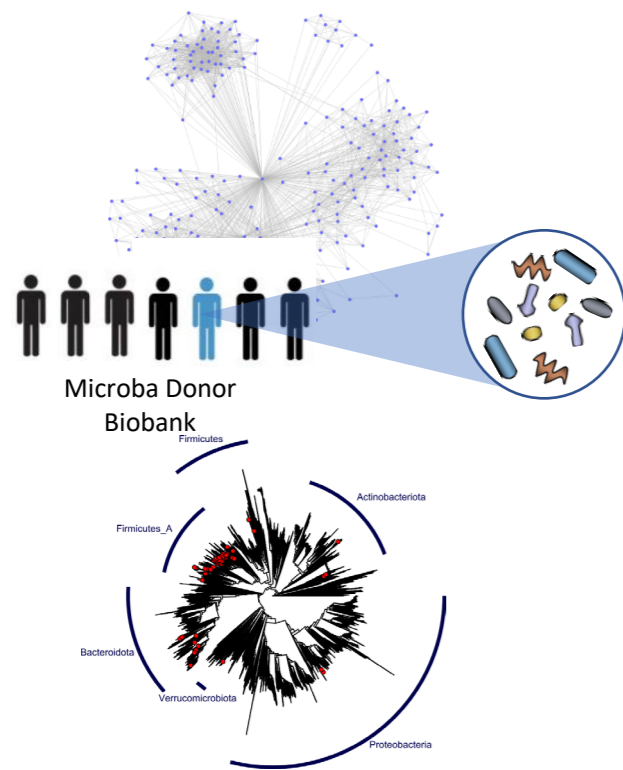 Microba Donor
Biobank
Firmicutes
Actinobacteriota
Firmicutes_A
Bacteroidota
Verrucomicrobiota
Proteobacteria